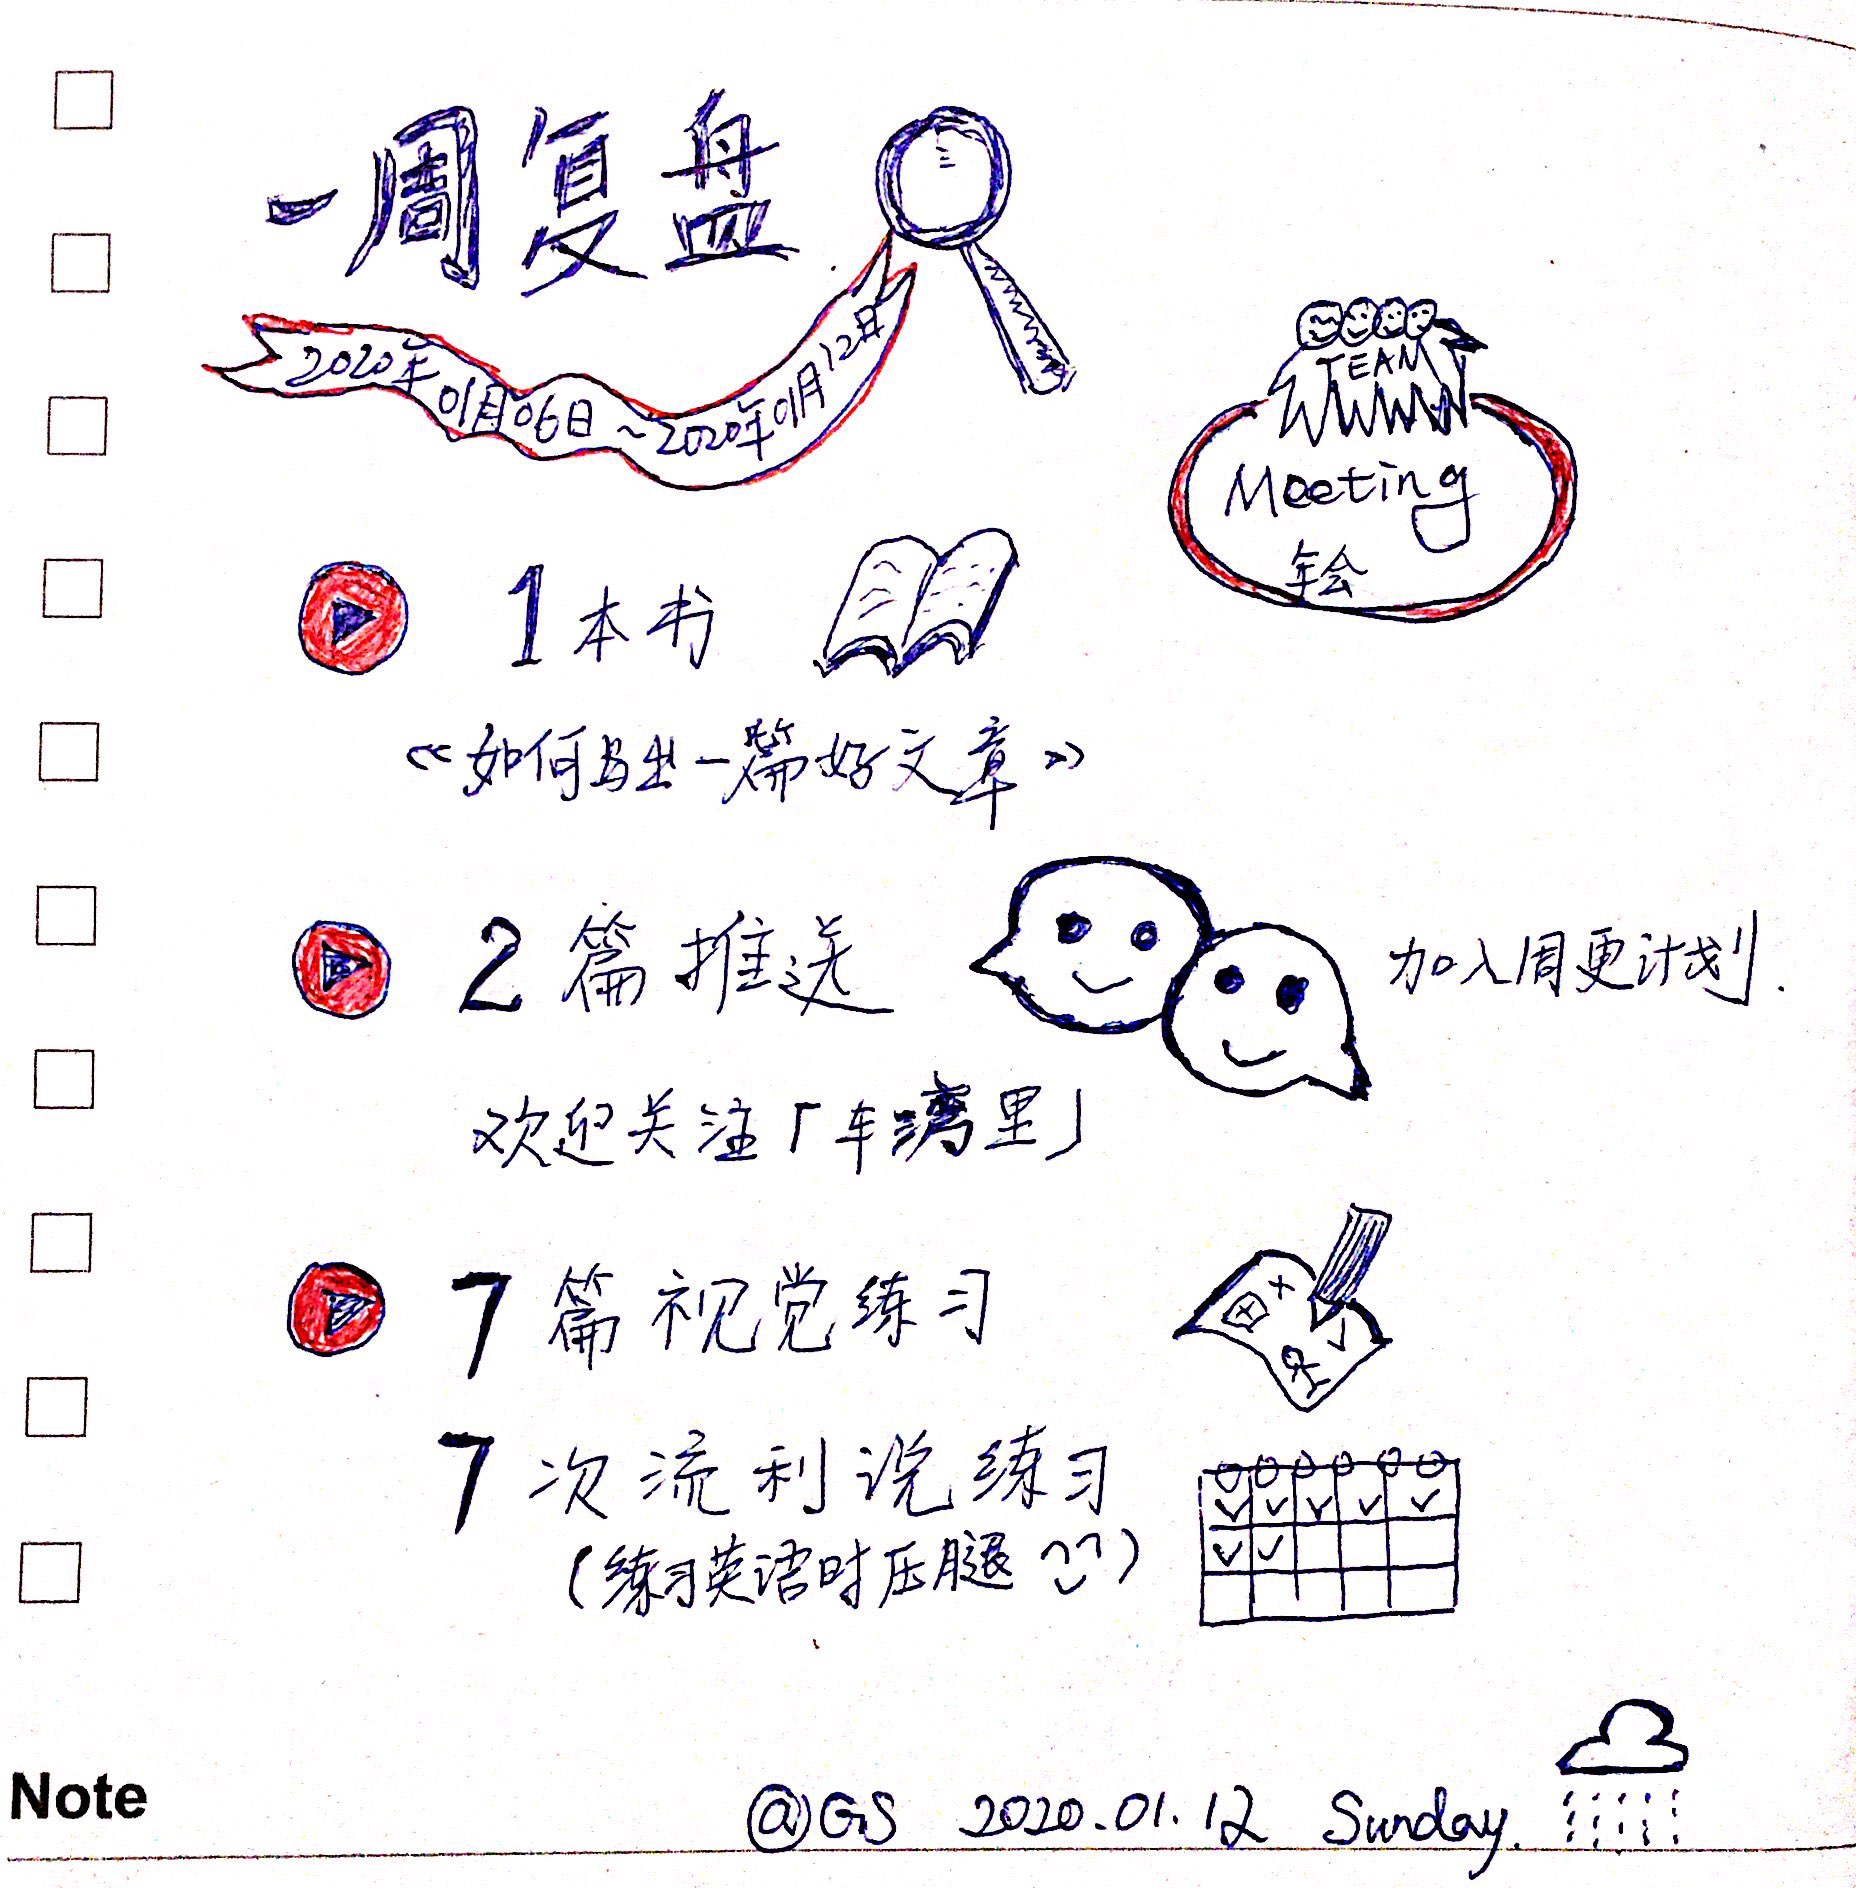 一周复盘
2020年01月06日~2020年01月12日
TEAM
Meeting
年会
1本书
《如何写出一篇好文章》
2篇推送
加入周更计划.
欢迎关注「车湾里」
7篇视觉练习
7次流利说练习
(练习英语时压腿)
Note
@GS 2020.01.12 Sunday.